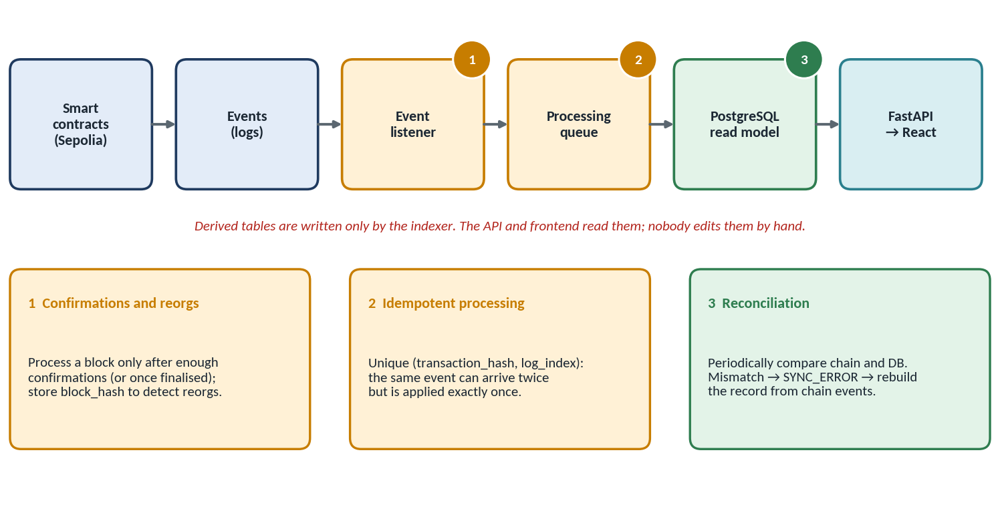 1
2
3
Smart
contracts
(Sepolia)
Events
(logs)
Event
listener
Processing
queue
PostgreSQL
read model
FastAPI
→ React
Derived tables are written only by the indexer. The API and frontend read them; nobody edits them by hand.
1 Confirmations and reorgs
Process a block only after enough
confirmations (or once finalised);
store block_hash to detect reorgs.
2 Idempotent processing
Unique (transaction_hash, log_index):
the same event can arrive twice
but is applied exactly once.
3 Reconciliation
Periodically compare chain and DB.
Mismatch → SYNC_ERROR → rebuild
the record from chain events.